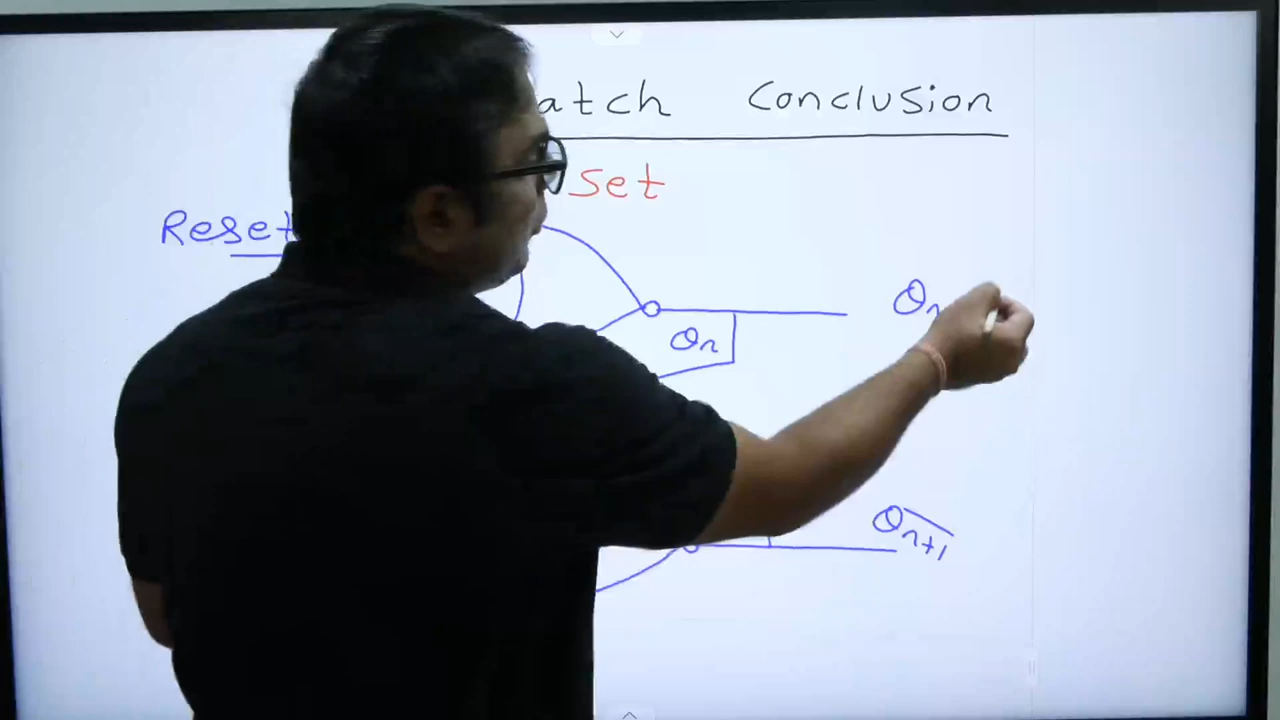 atch Conclusion
set
Reset
Qn
Qn
Qn+1